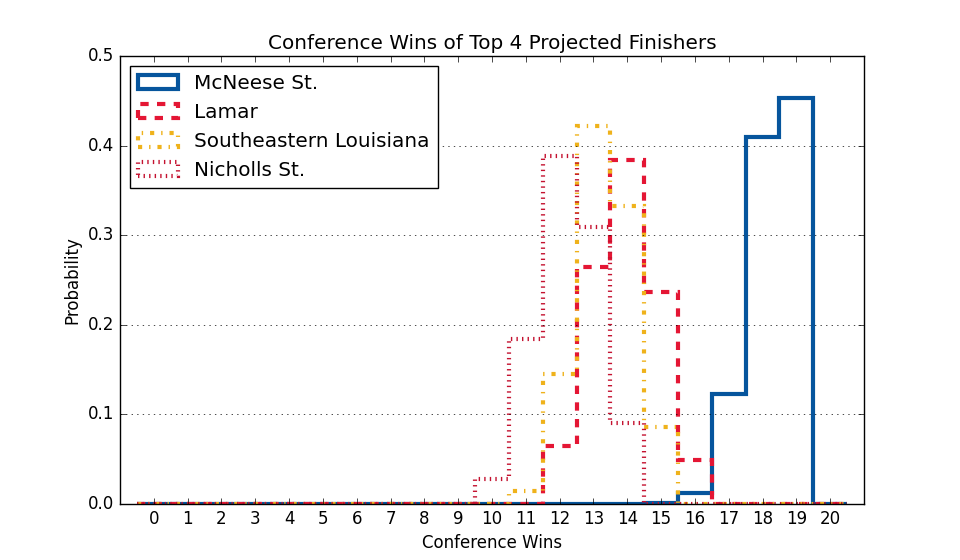 Conference Wins of Top 4 Projected Finishers
0.5
McNeese St.
Lamar
Southeastern Louisiana
Nicholls St.
0.4
0.3
0.2
0.1
0.0
Probability
0 1 2 3 4 5 6 7 8 9 10 11 12 13 14 15 16 17 18 19 20
Conference Wins